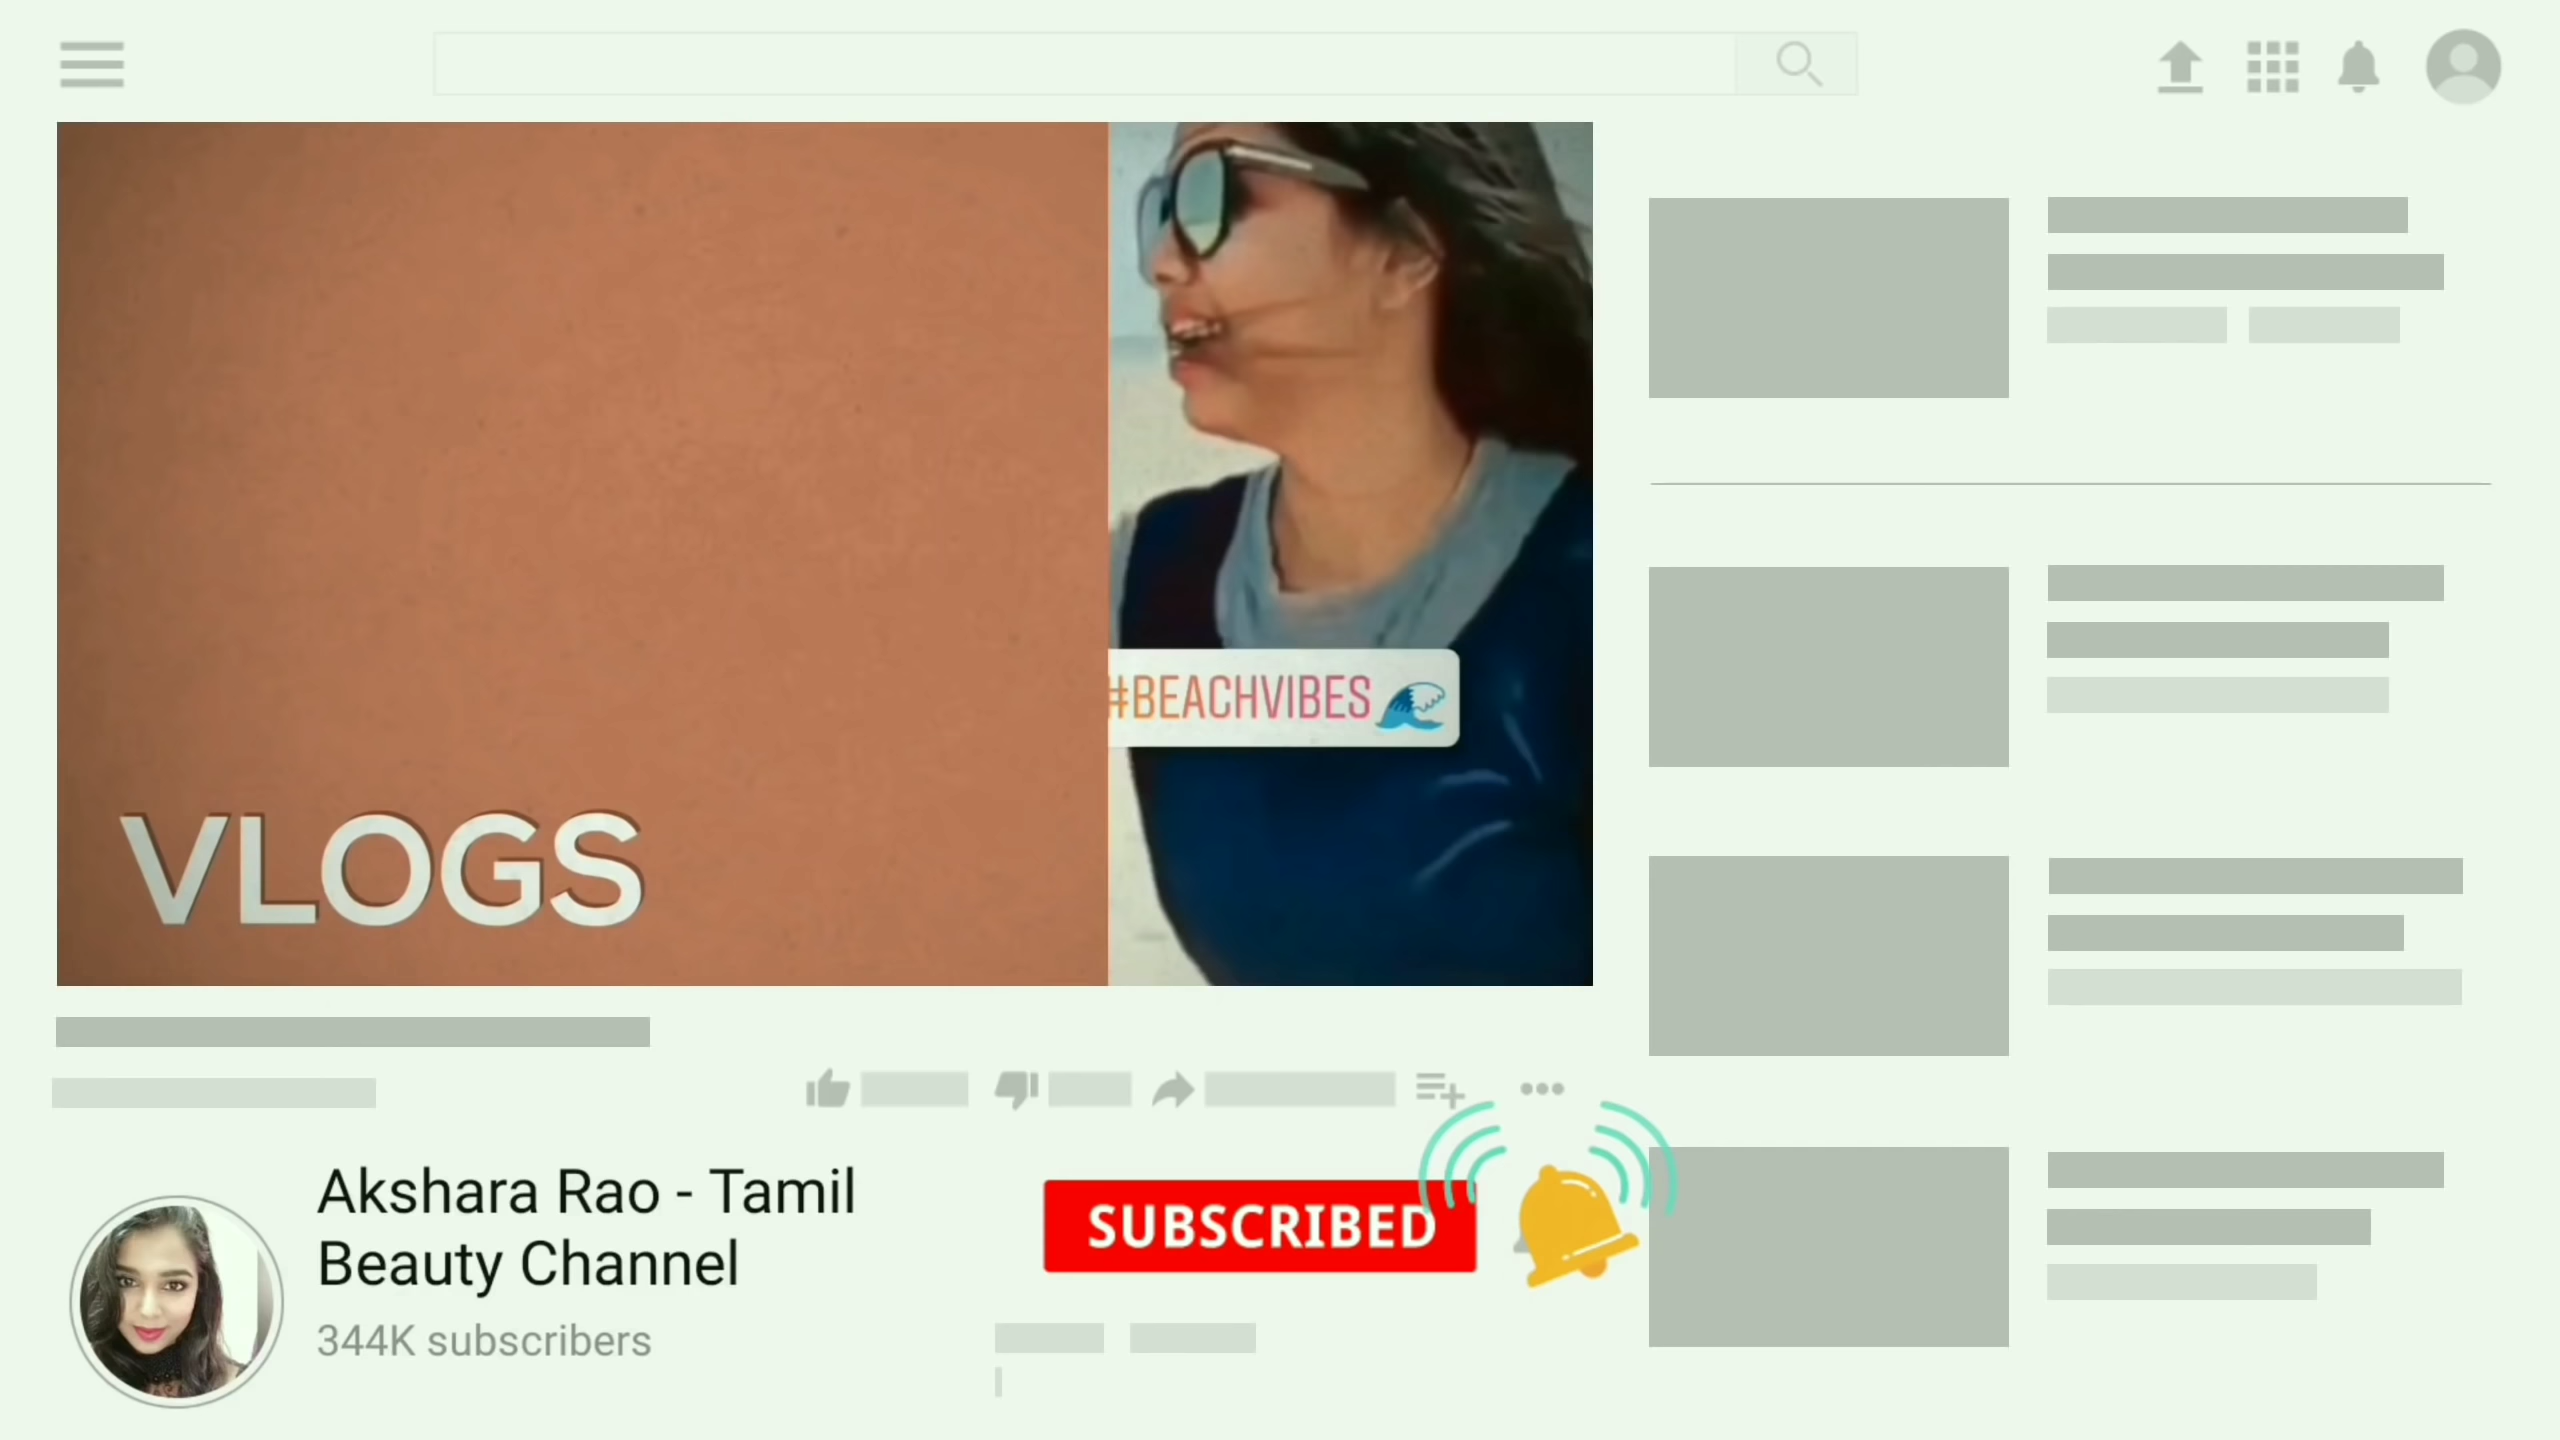 #BEACHVIBES
VLOGS
Akshara Rao - Tamil
Beauty Channel
344K subscribers
SUBSCRIBED